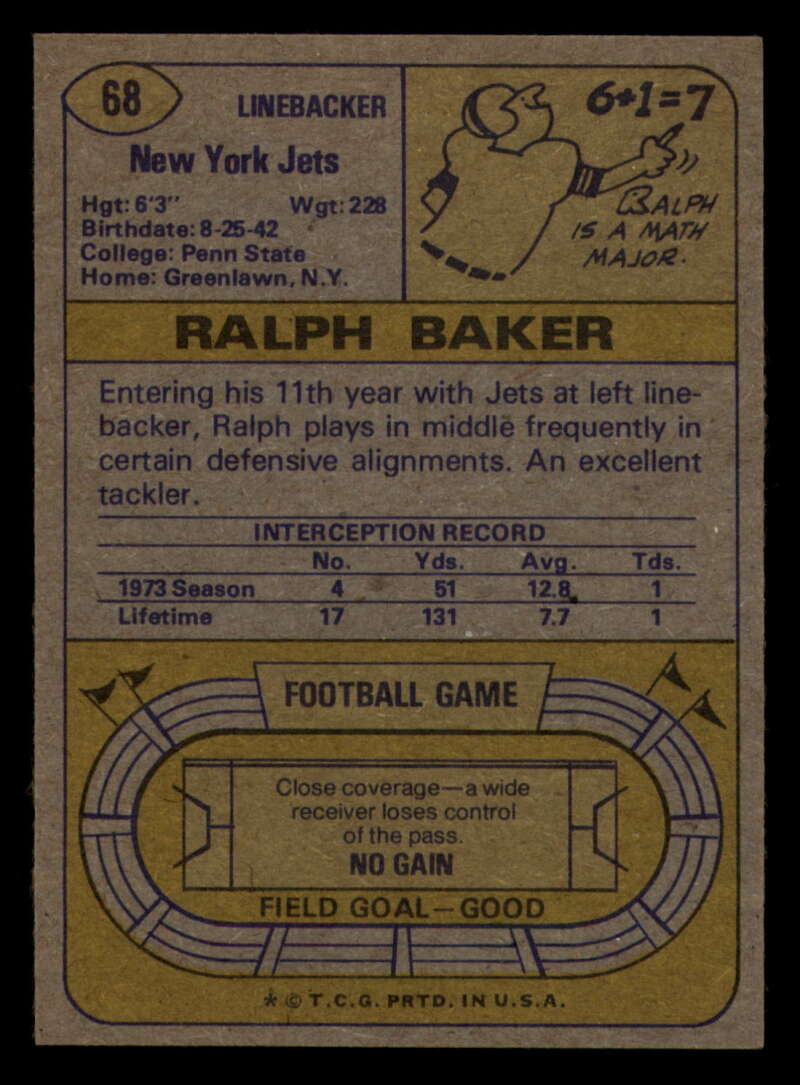 68
LINEBACKER
New York Jets
Hgt: 6'3" Wgt: 228
Birthdate: 8-25-42
College: Penn State
Home: Greenlawn, N.Y.
6+1=7
RALPH
IS A MATH
MAJOR.
RALPH BAKER
Entering his 11th year with Jets at left line-
backer, Ralph plays in middle frequently in
certain defensive alignments. An excellent
tackler.
INTERCEPTION RECORD
No. Yds. Avg. Tds.
1973 Season 4 51 12.8 1
Lifetime 17 131 7.7 1
FOOTBALL GAME
Close coverage—a wide
receiver loses control
of the pass.
NO GAIN
FIELD GOAL—GOOD
* © T.C.G. PRTD. IN U.S.A.